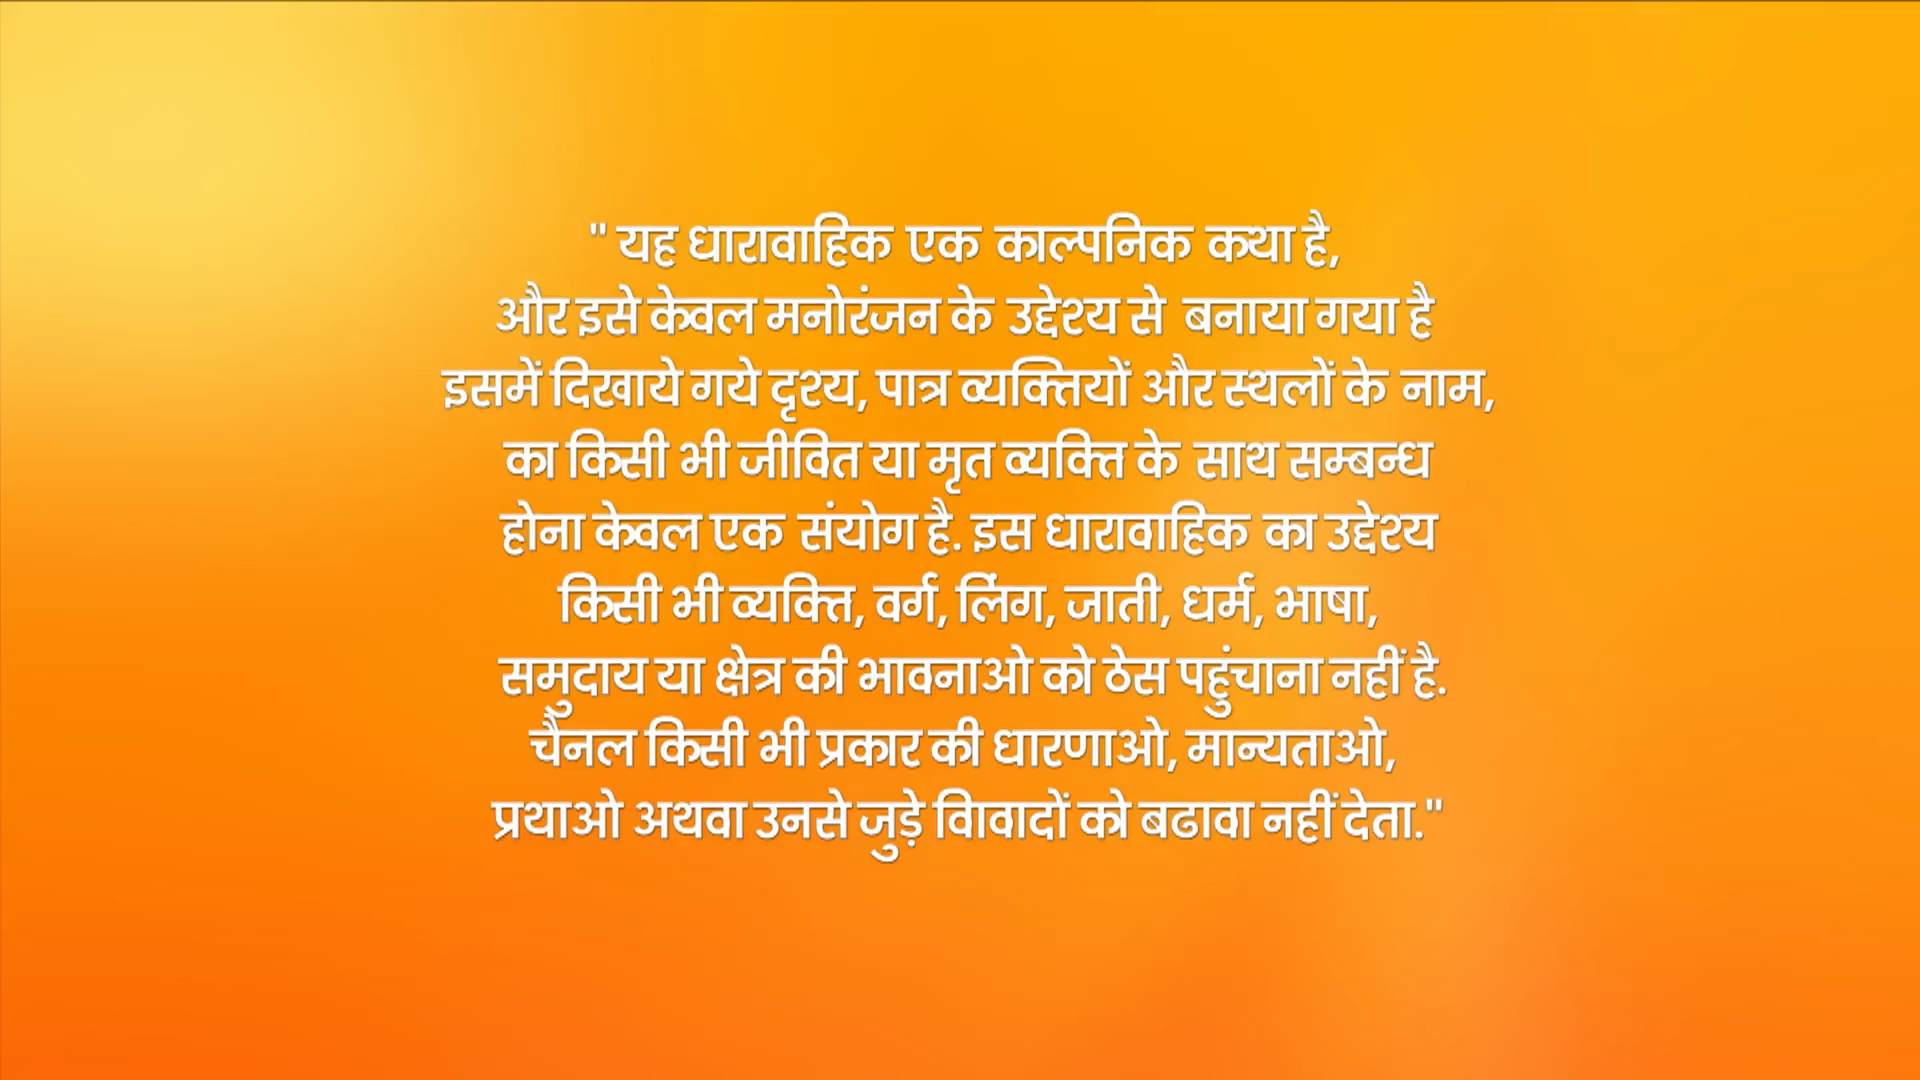 " यह धारावाहिक एक काल्पनिक कथा है,
और इसे केवल मनोरंजन के उद्देश्य से बनाया गया है
इसमें दिखाये गये दृश्य, पात्र व्यक्तियों और स्थलों के नाम,
का किसी भी जीवित या मृत व्यक्ति के साथ सम्बन्ध
होना केवल एक संयोग है. इस धारावाहिक का उद्देश्य
किसी भी व्यक्ति, वर्ग, लिंग, जाती, धर्म, भाषा,
समुदाय या क्षेत्र की भावनाओ को ठेस पहुंचाना नहीं है.
चैनल किसी भी प्रकार की धारणाओ, मान्यताओ,
प्रथाओ अथवा उनसे जुड़े विावादों को बढावा नहीं देता."